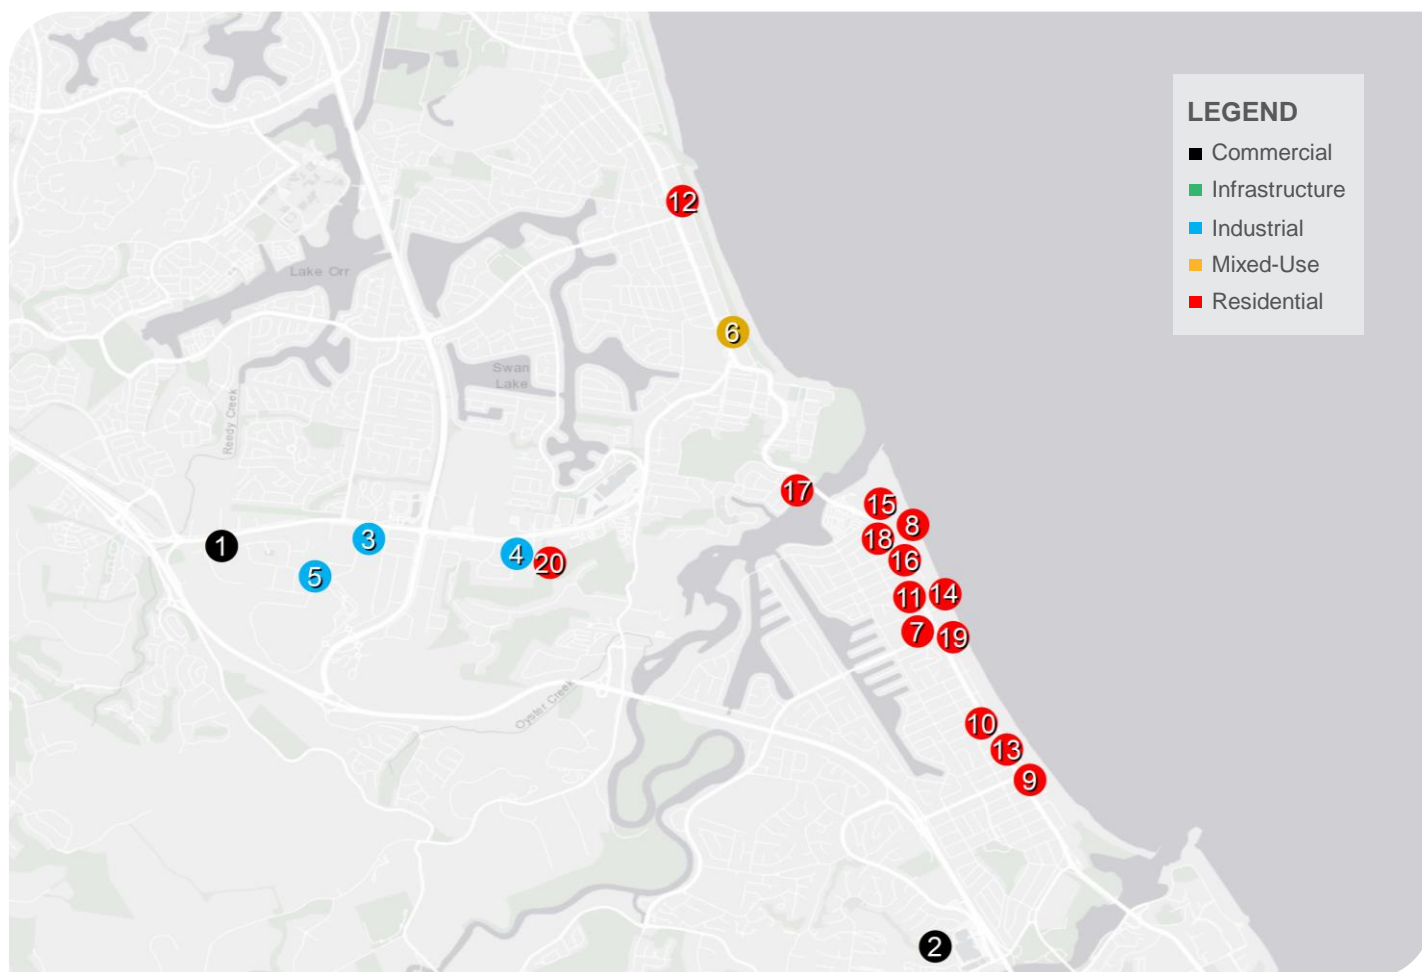 LEGEND
Commercial
Infrastructure
Industrial
Mixed-Use
Residential
12
Lake Orr
6
Swan
Lake
Reedy Creek
17
15
8
18
3
1
4
20
16
5
11
14
7
19
Oyster Creek
10
13
9
2